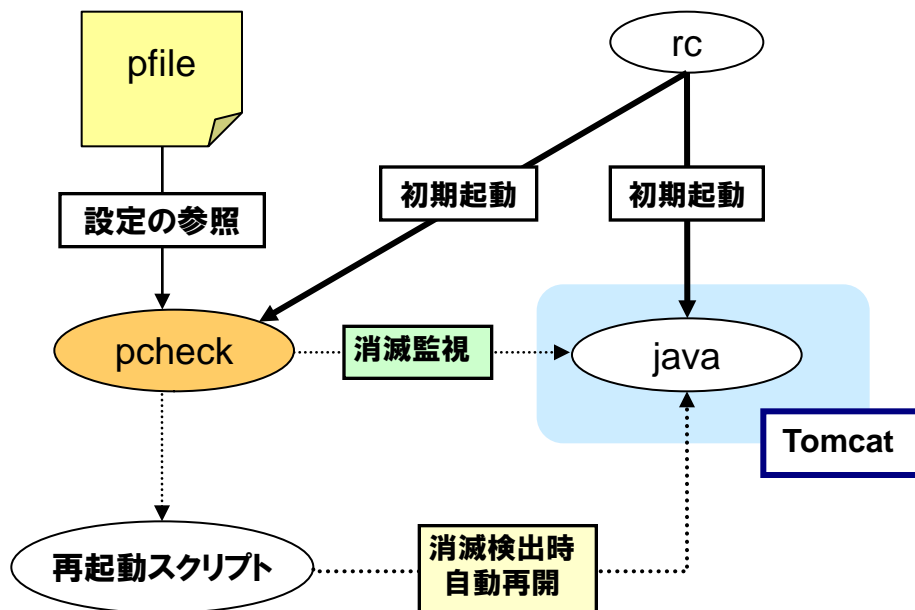 pfile
rc
初期起動
初期起動
設定の参照
pcheck
消滅監視
java
Tomcat
再起動スクリプト
消滅検出時
自動再開